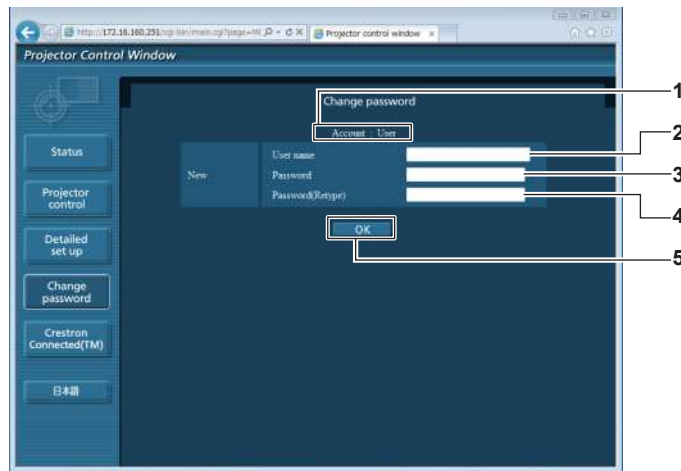 http://172.16.160.251/cgi-bin/main.cgi?page=
Projector control window
Projector Control Window
Change password
1
Account : User
2
Status
User name
New
Password
3
Password(Retype)
Projector
control
4
OK
Detailed
set up
5
Change
password
Crestron
Connected(TM)
日本語